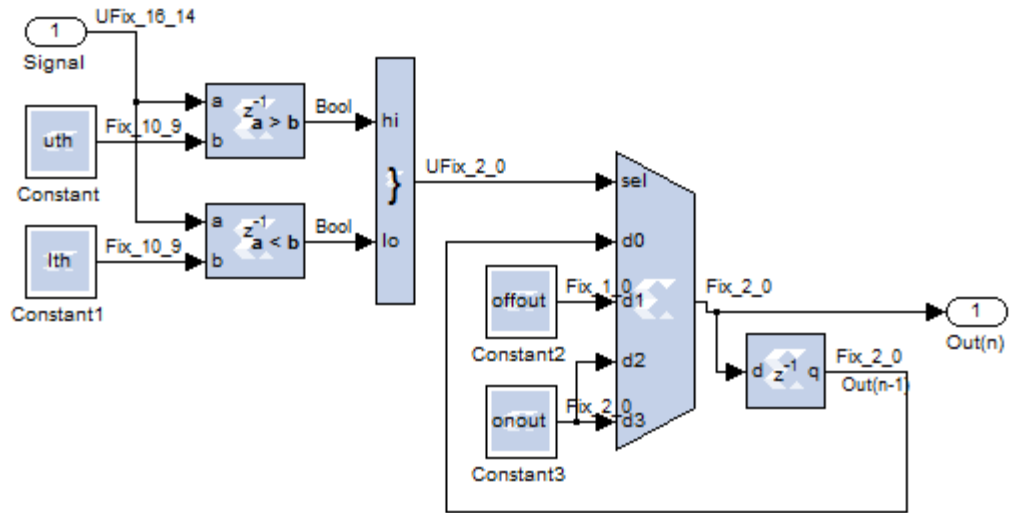 UFix_16_14
1
Signal
a
z-1
a > b
b
Bool
uth
Fix_10_9
Constant
hi
}
lo
UFix_2_0
a
z-1
a < b
b
Bool
lth
Fix_10_9
Constant1
sel
d0
d1
d2
d3
offout
Fix_1_0
Constant2
onout
Fix_2_0
Constant3
Fix_2_0
1
Out(n)
d z-1 q
Fix_2_0
Out(n-1)